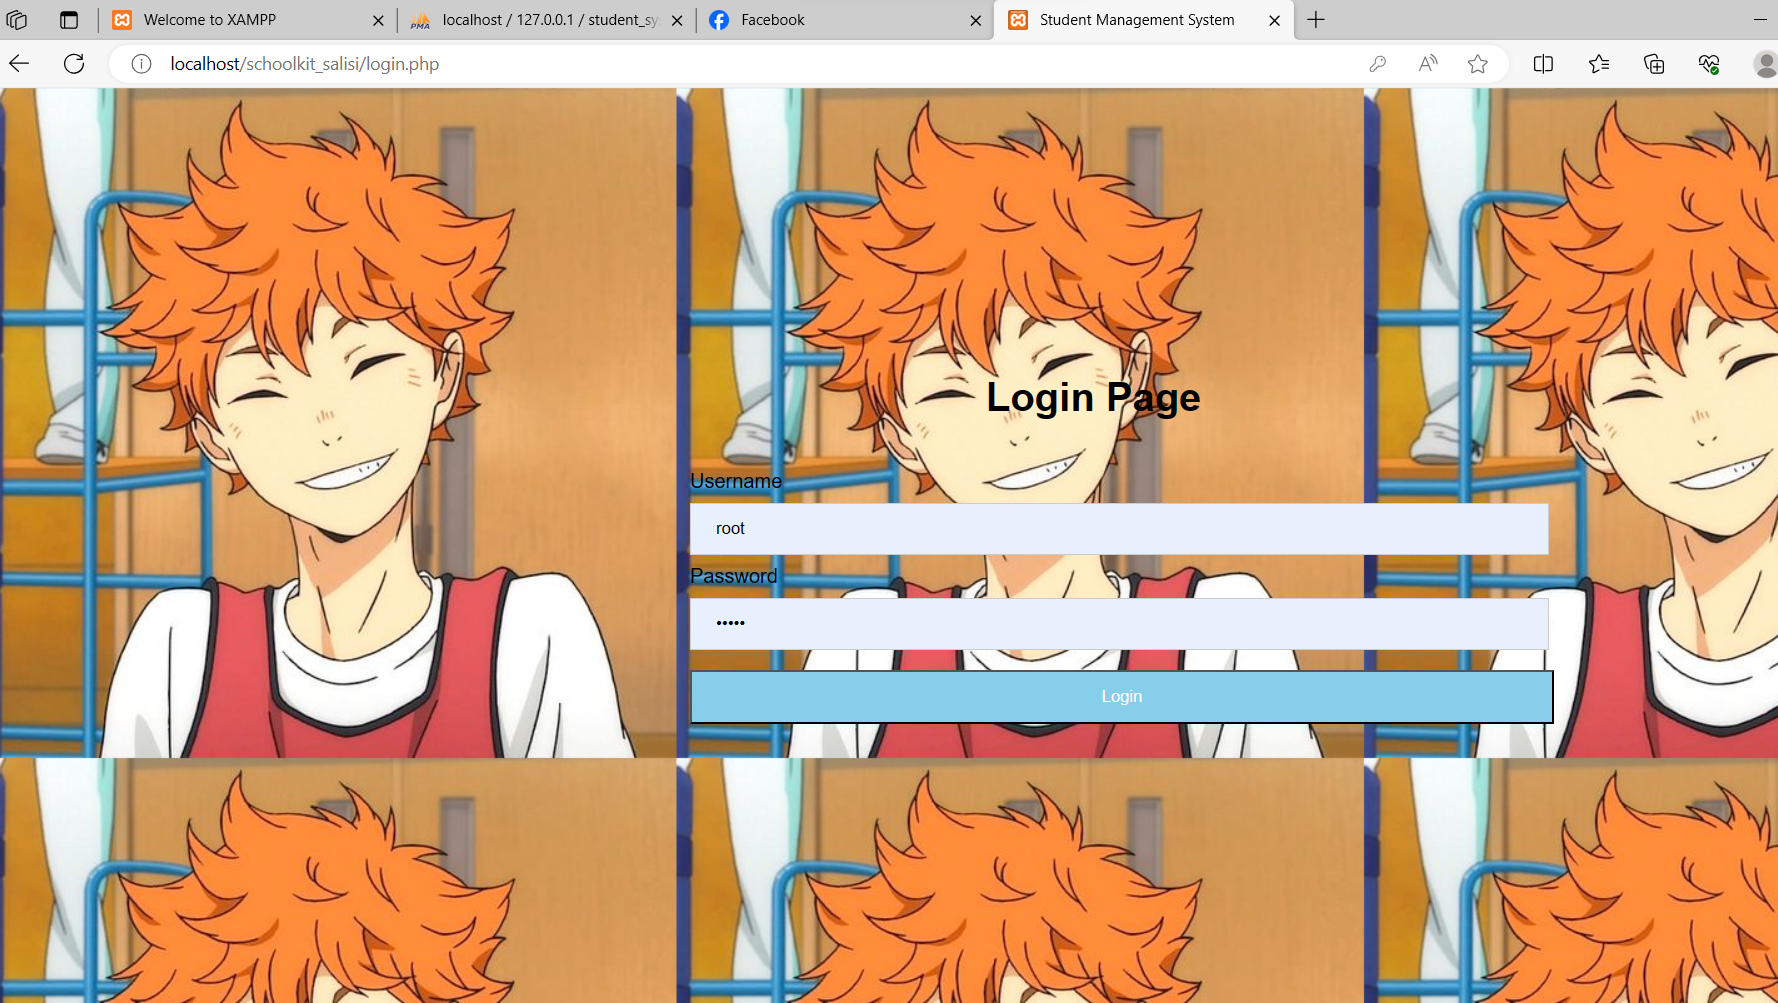 Welcome to XAMPP
PMA
localhost / 127.0.0.1 / student_sy
Facebook
Student Management System
localhost/schoolkit_salisi/login.php
A
Login Page
Username
root
Password
•••••
Login